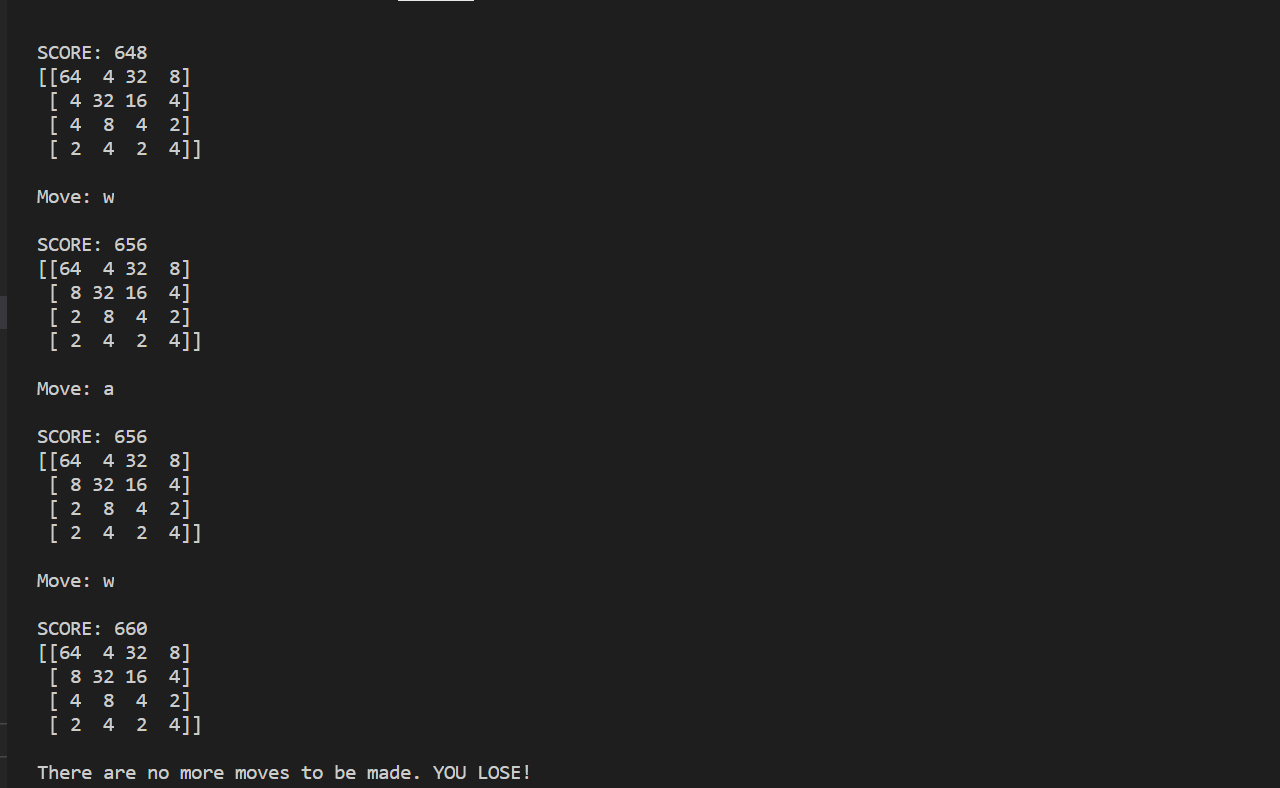 SCORE: 648
[[64  4 32  8]
 [ 4 32 16  4]
 [ 4  8  4  2]
 [ 2  4  2  4]]
Move: w
SCORE: 656
[[64  4 32  8]
 [ 8 32 16  4]
 [ 2  8  4  2]
 [ 2  4  2  4]]
Move: a
SCORE: 656
[[64  4 32  8]
 [ 8 32 16  4]
 [ 2  8  4  2]
 [ 2  4  2  4]]
Move: w
SCORE: 660
[[64  4 32  8]
 [ 8 32 16  4]
 [ 4  8  4  2]
 [ 2  4  2  4]]
There are no more moves to be made. YOU LOSE!